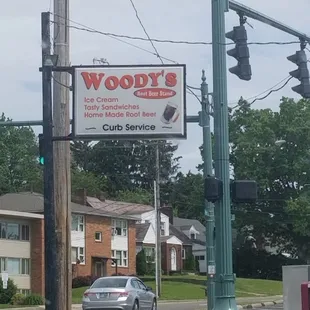 WOODY'S
Root Beer Stand
Ice Cream
Tasty Sandwiches
Home Made Root Beer
Curb Service